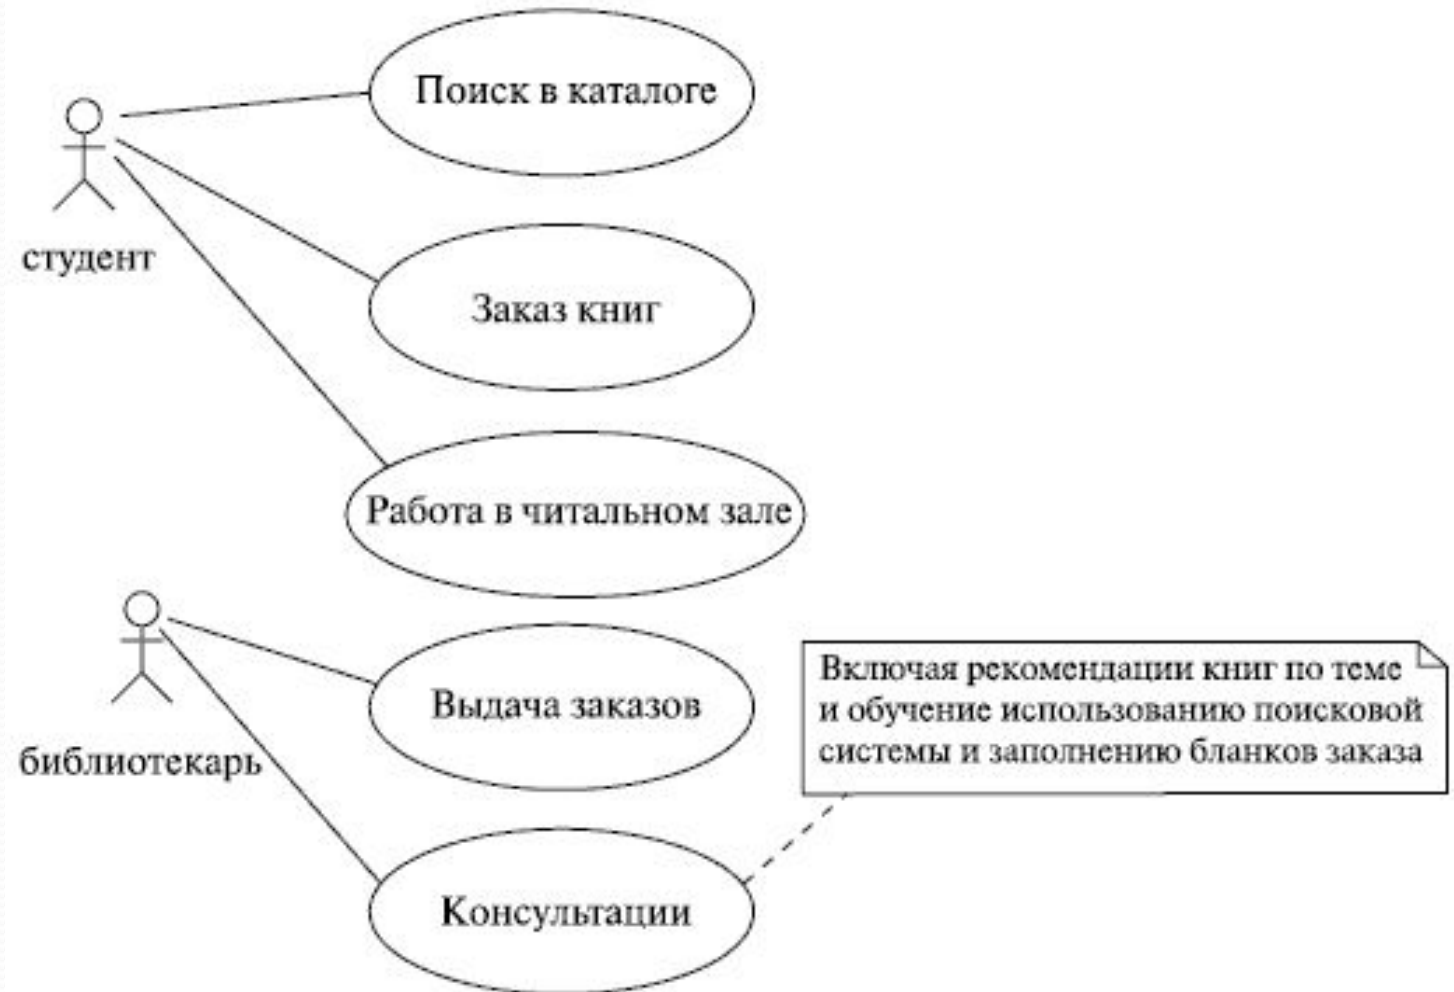 Поиск в каталоге
студент
Заказ книг
Работа в читальном зале
Выдача заказов
библиотекарь
Включая рекомендации книг по теме
и обучение использованию поисковой
системы и заполнению бланков заказа
Консультации